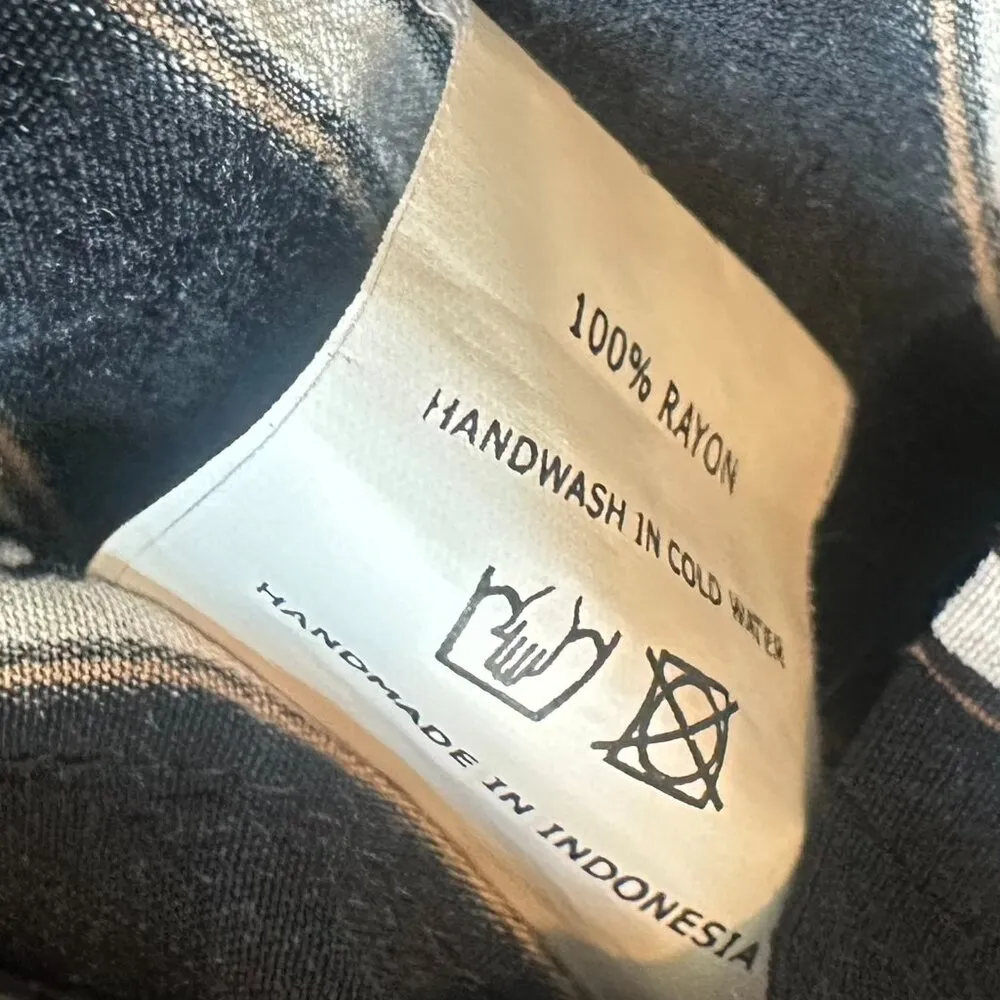 100% RAYON
HANDWASH IN COLD WATER
HANDMADE IN INDONESIA